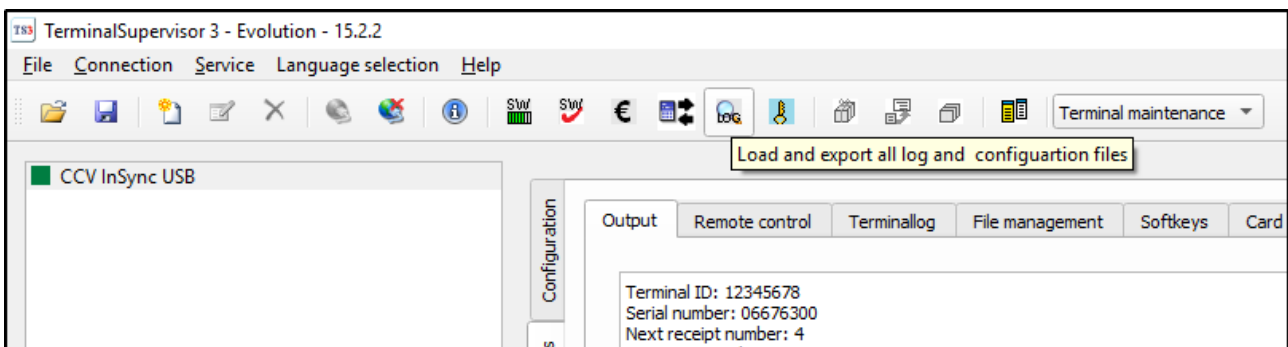 TS3 TerminalSupervisor 3 - Evolution - 15.2.2
File Connection Service Language selection Help
SW SW € LOG Terminal maintenance
Load and export all log and configuartion files
CCV InSync USB
Configuration
Output Remote control Terminallog File management Softkeys Card
Terminal ID: 12345678
Serial number: 06676300
Next receipt number: 4